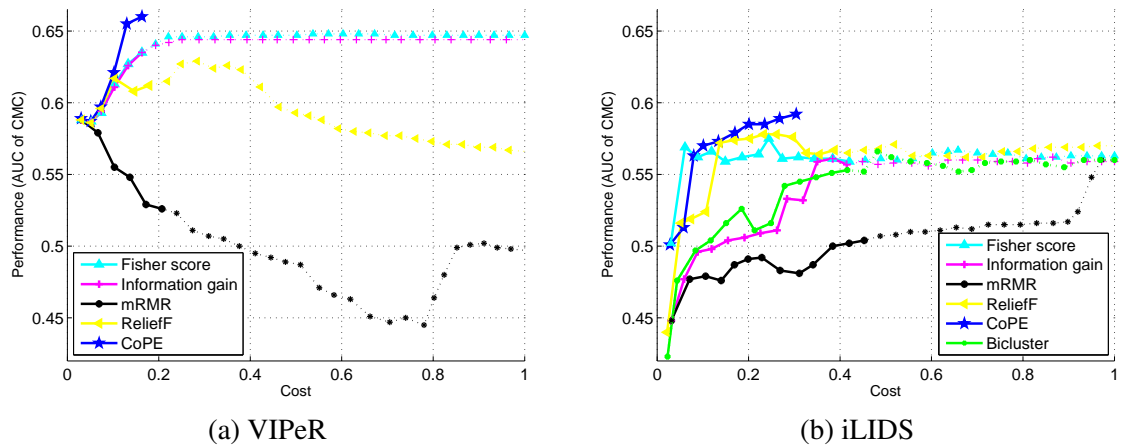 Performance (AUC of CMC)
0.65
0.6
0.55
0.5
0.45
Fisher score
Information gain
mRMR
ReliefF
CoPE
0 0.2 0.4 0.6 0.8 1
Cost
(a) VIPeR
Performance (AUC of CMC)
0.65
0.6
0.55
0.5
0.45
Fisher score
Information gain
mRMR
ReliefF
CoPE
Bicluster
0 0.2 0.4 0.6 0.8 1
Cost
(b) iLIDS